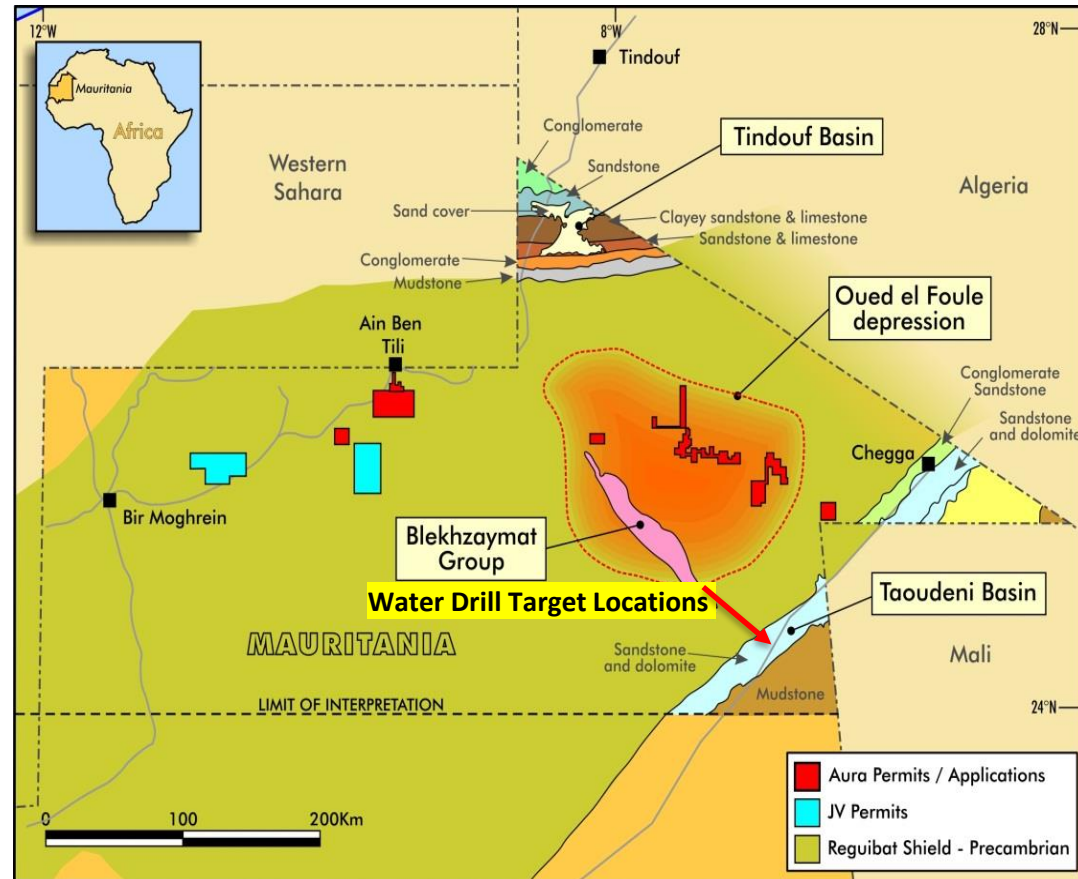 12°W
8°W
28°N
Mauritania
Africa
Tindouf
Conglomerate
Tindouf Basin
Western
Sahara
Sandstone
Algeria
Sand cover
Clayey sandstone & limestone
Sandstone & limestone
Conglomerate
Mudstone
Oued el Foule
depression
Ain Ben
Tili
Conglomerate
Sandstone
Sandstone
and dolomite
Chegga
Bir Moghrein
Blekhzaymat
Group
Water Drill Target Locations
Taoudeni Basin
MAURITANIA
Sandstone
and dolomite
Mali
Mudstone
LIMIT OF INTERPRETATION
24°N
Aura Permits / Applications
JV Permits
Reguibat Shield - Precambrian
0 100 200Km